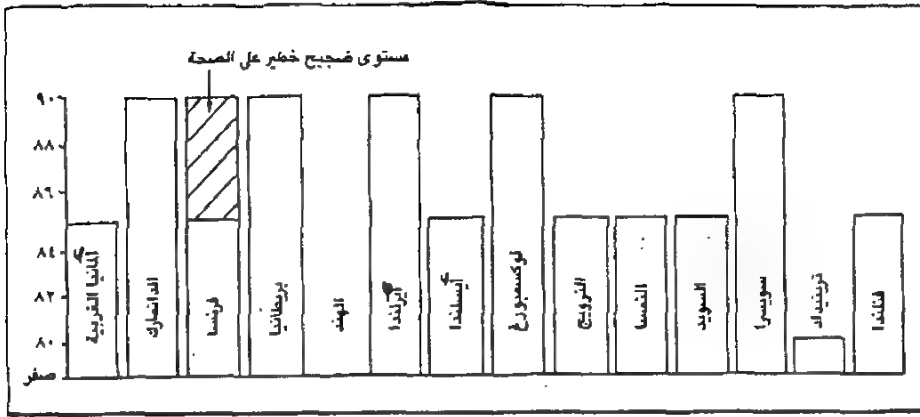 مستوى ضجيج خطير على الصحة
٩٠
٨٨
٨٦
٨٤
٨٢
٨٠
صفر
ألمانيا الغربية
الدانمارك
فرنسا
بريطانيا
الهند
ايرلندا
إيسلندا
لوكسمبورغ
النرويج
النمسا
السويد
سويسرا
ترينيداد
فنلندا